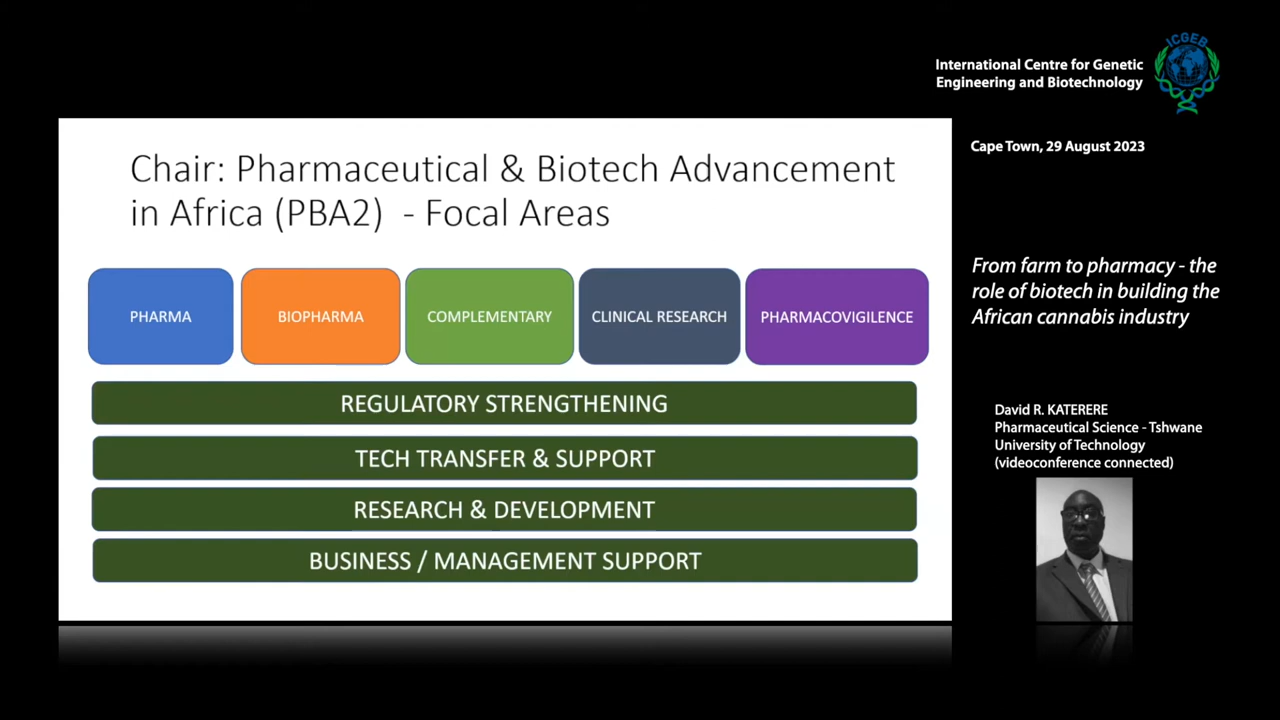 ICGEB
International Centre for Genetic
Engineering and Biotechnology
Cape Town, 29 August 2023
Chair: Pharmaceutical & Biotech Advancement
in Africa (PBA2) - Focal Areas
PHARMA
BIOPHARMA
COMPLEMENTARY
CLINICAL RESEARCH
PHARMACOVIGILENCE
REGULATORY STRENGTHENING
TECH TRANSFER & SUPPORT
RESEARCH & DEVELOPMENT
BUSINESS / MANAGEMENT SUPPORT
From farm to pharmacy - the
role of biotech in building the
African cannabis industry
David R. KATERERE
Pharmaceutical Science - Tshwane
University of Technology
(videoconference connected)